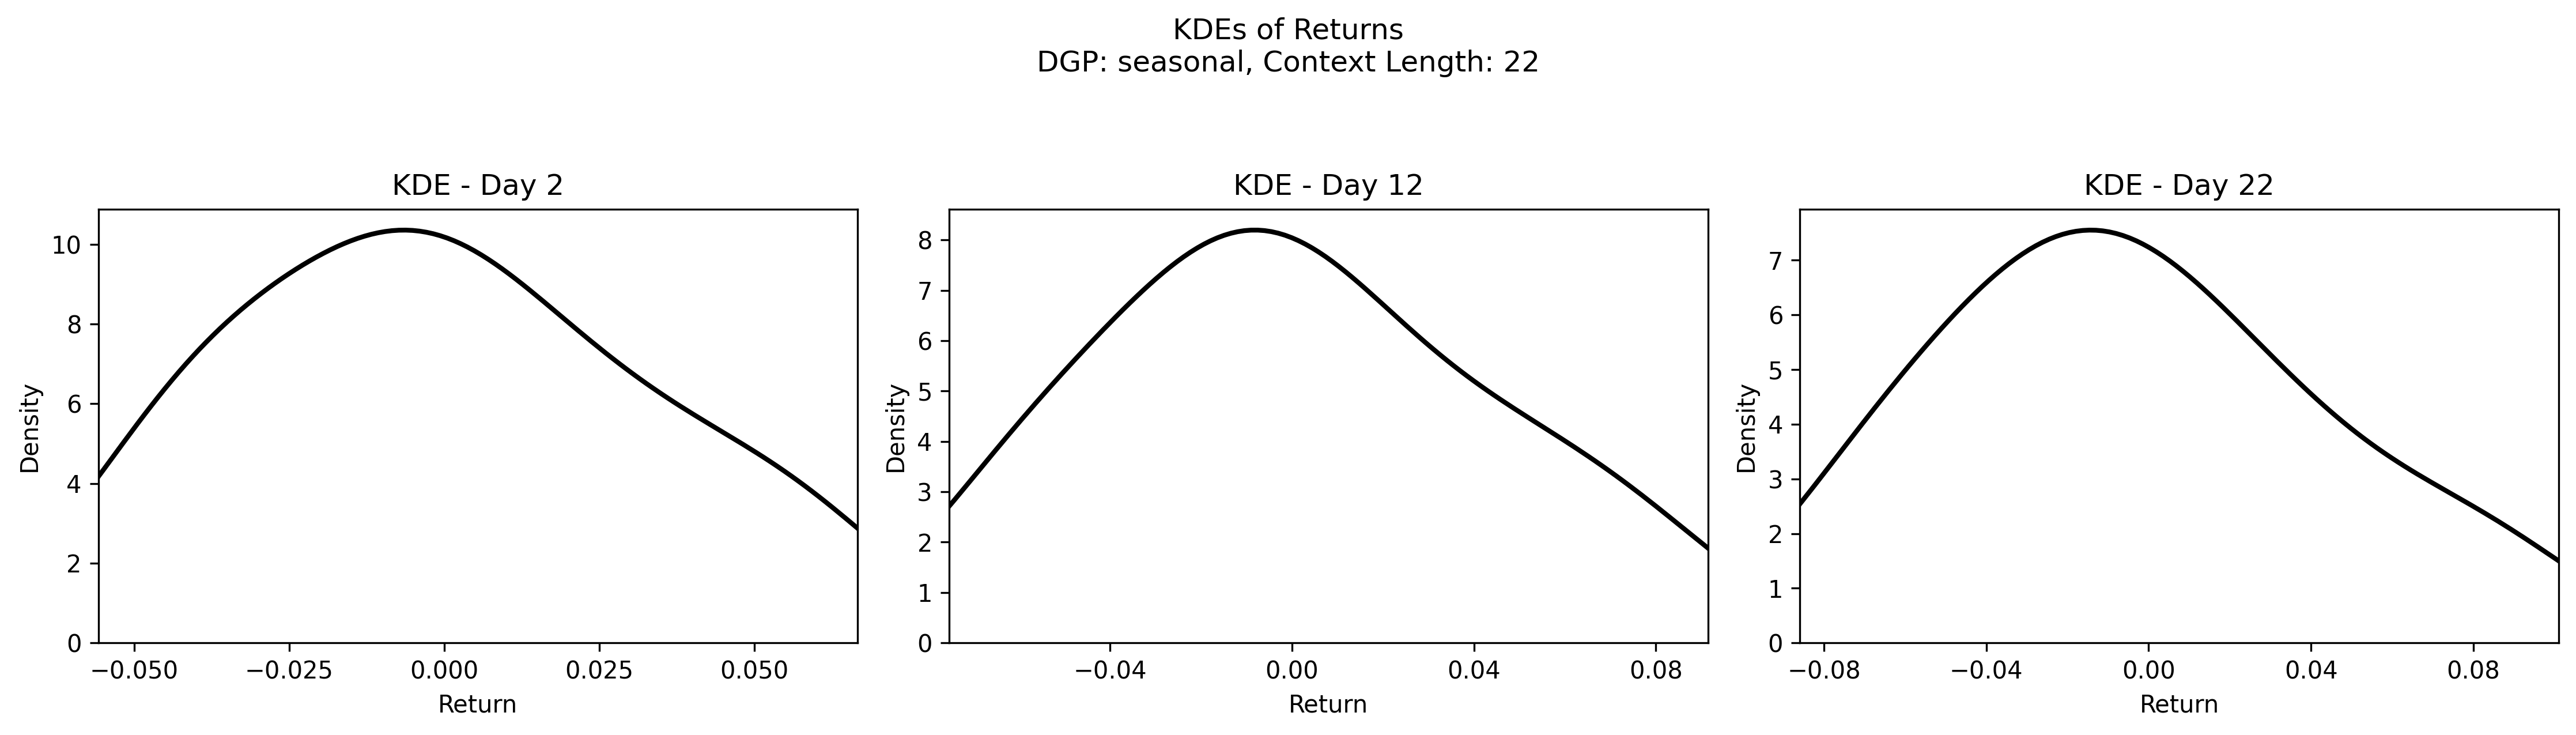 KDEs of Returns
DGP: seasonal, Context Length: 22
KDE - Day 2
Density
10
8
6
4
2
0
−0.050 −0.025 0.000 0.025 0.050
Return
KDE - Day 12
Density
8
7
6
5
4
3
2
1
0
−0.04 0.00 0.04 0.08
Return
KDE - Day 22
Density
7
6
5
4
3
2
1
0
−0.08 −0.04 0.00 0.04 0.08
Return